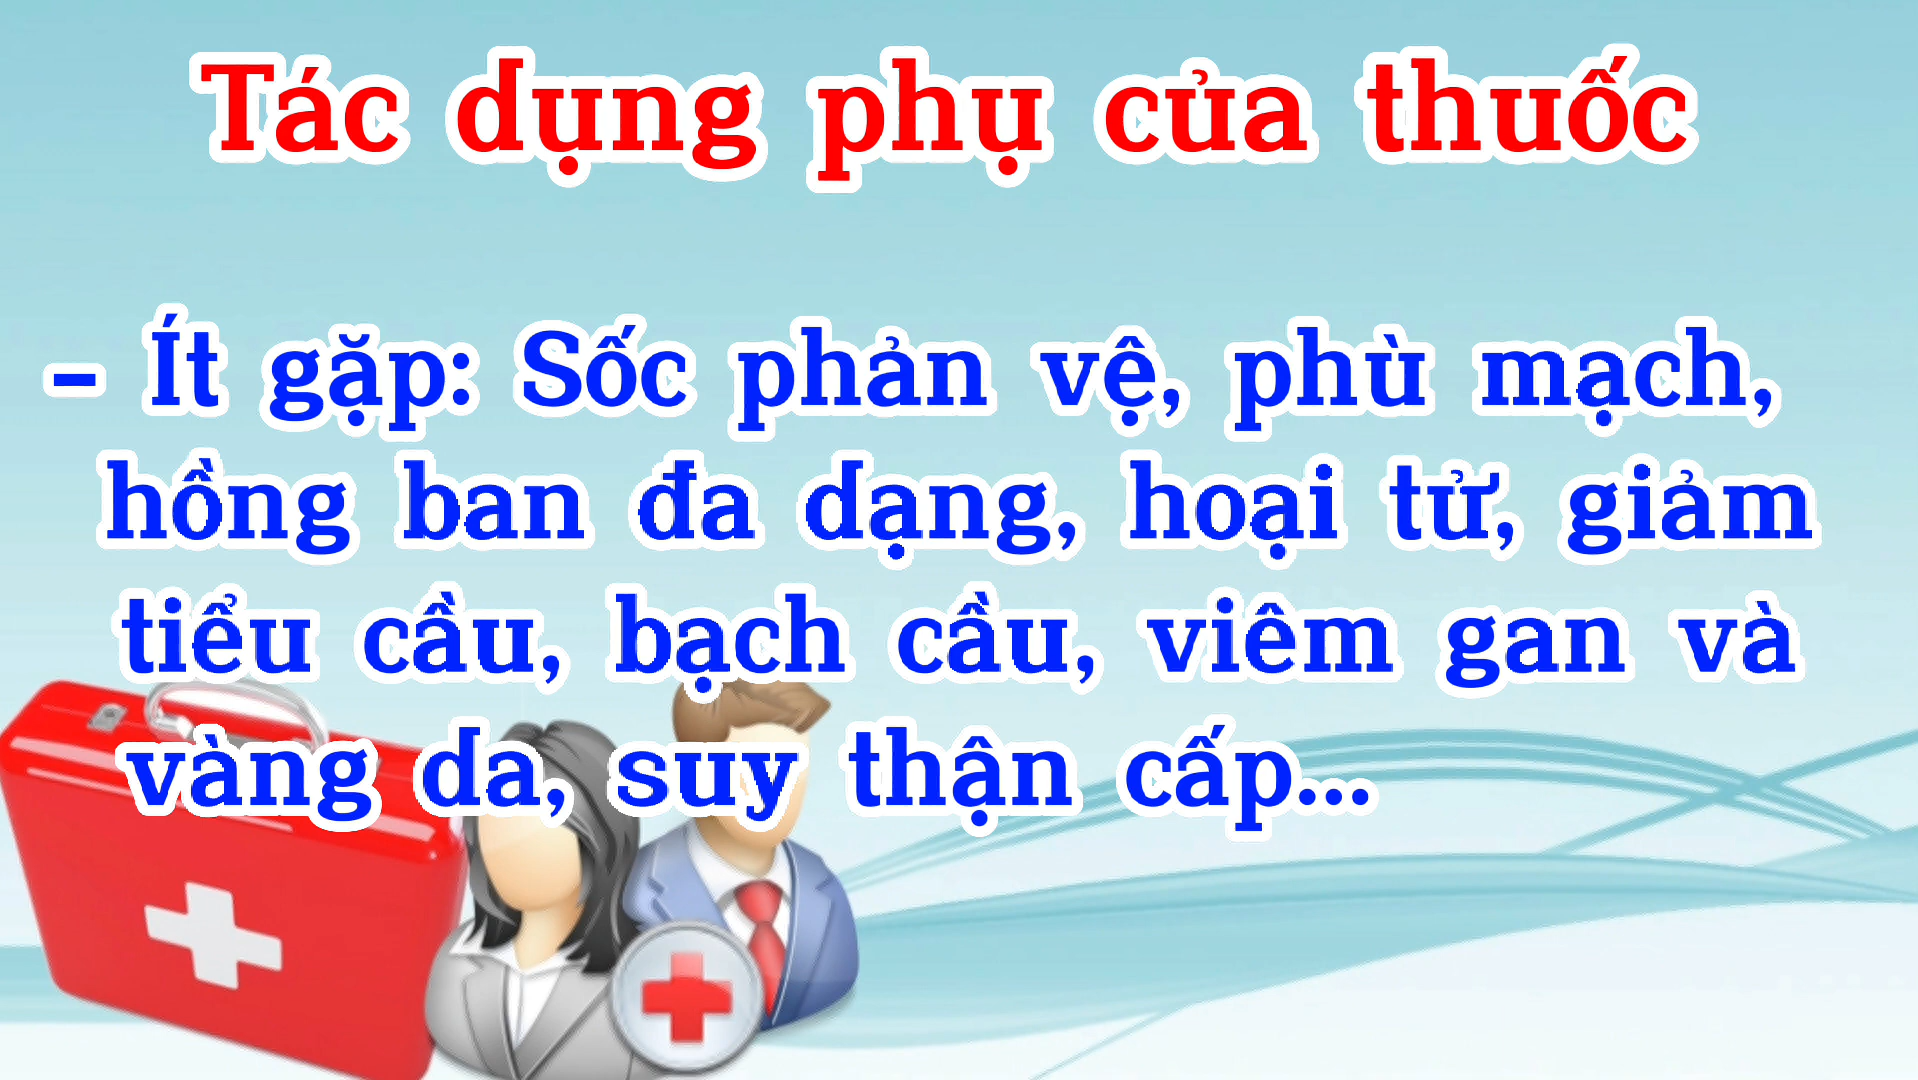 Tác dụng phụ của thuốc
– Ít gặp: Sốc phản vệ, phù mạch,
hồng ban đa dạng, hoại tử, giảm
tiểu cầu, bạch cầu, viêm gan và
vàng da, suy thận cấp...